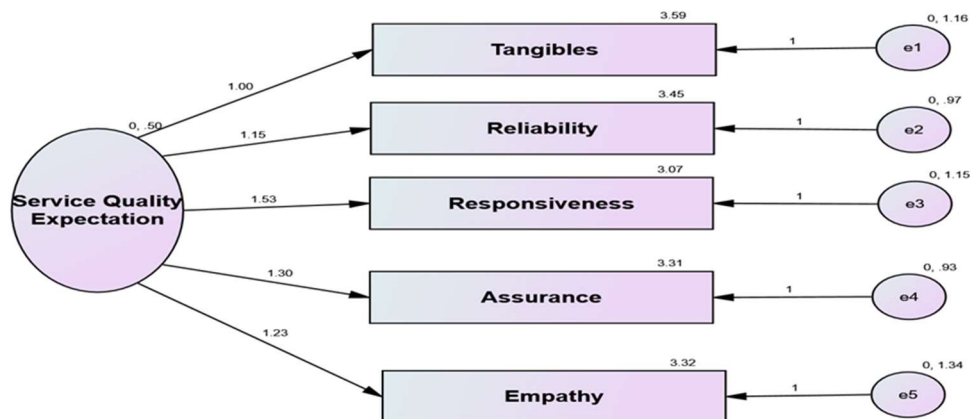 0, 1.16
3.59
Tangibles
1
e1
1.00
0, .97
3.45
0, .50
1.15
Reliability
1
e2
0, 1.15
3.07
Service Quality
Expectation
1.53
Responsiveness
1
e3
0, .93
3.31
1.30
Assurance
1
e4
1.23
0, 1.34
3.32
Empathy
1
e5